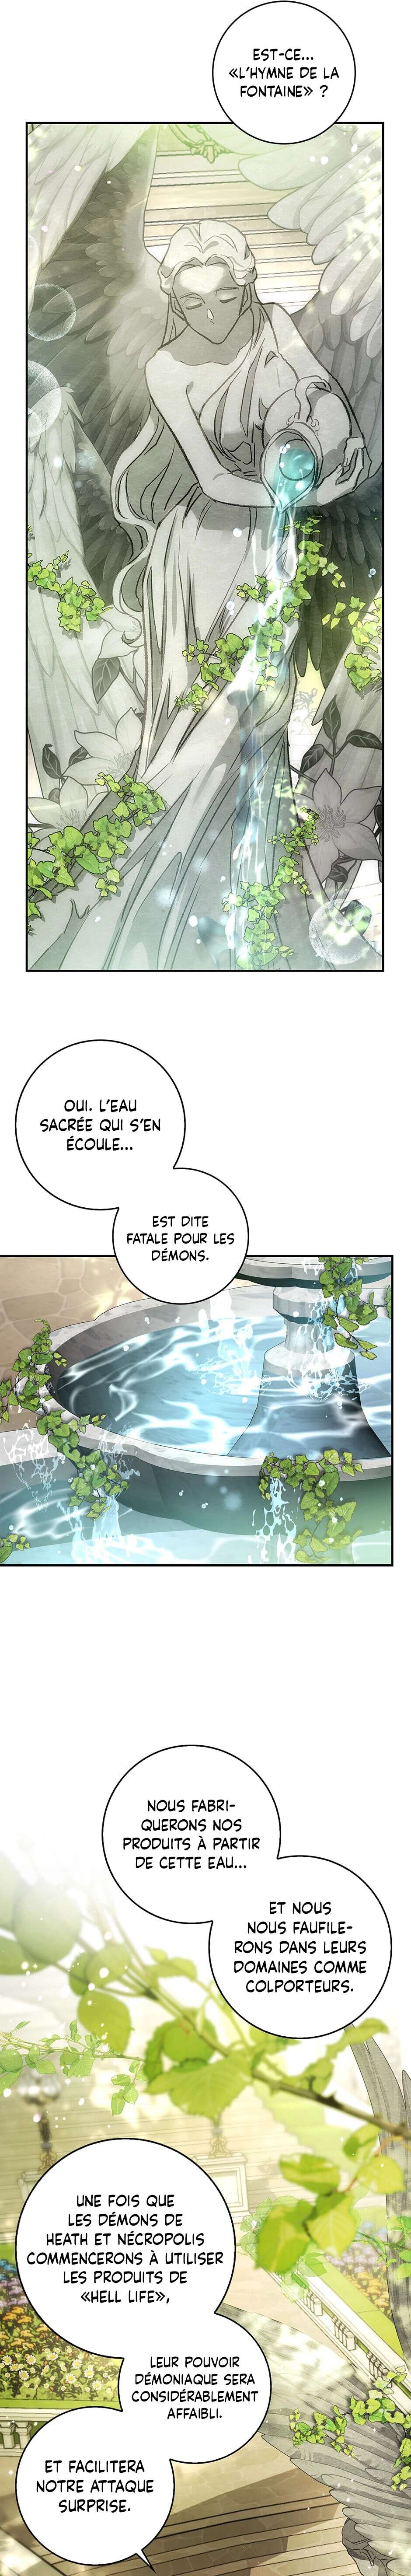 EST-CE...
«L'HYMNE DE LA
FONTAINE» ?
OUI. L'EAU
SACRÉE QUI S'EN
ÉCOULE...
EST DITE
FATALE POUR LES
DÉMONS.
NOUS FABRI-
QUERONS NOS
PRODUITS À PARTIR
DE CETTE EAU...
ET NOUS
NOUS FAUFILE-
RONS DANS LEURS
DOMAINES COMME
COLPORTEURS.
UNE FOIS QUE
LES DÉMONS DE
HEATH ET NÉCROPOLIS
COMMENCERONS À UTILISER
LES PRODUITS DE
«HELL LIFE»,
LEUR POUVOIR
DÉMONIAQUE SERA
CONSIDÉRABLEMENT
AFFAIBLI.
ET FACILITERA
NOTRE ATTAQUE
SURPRISE.